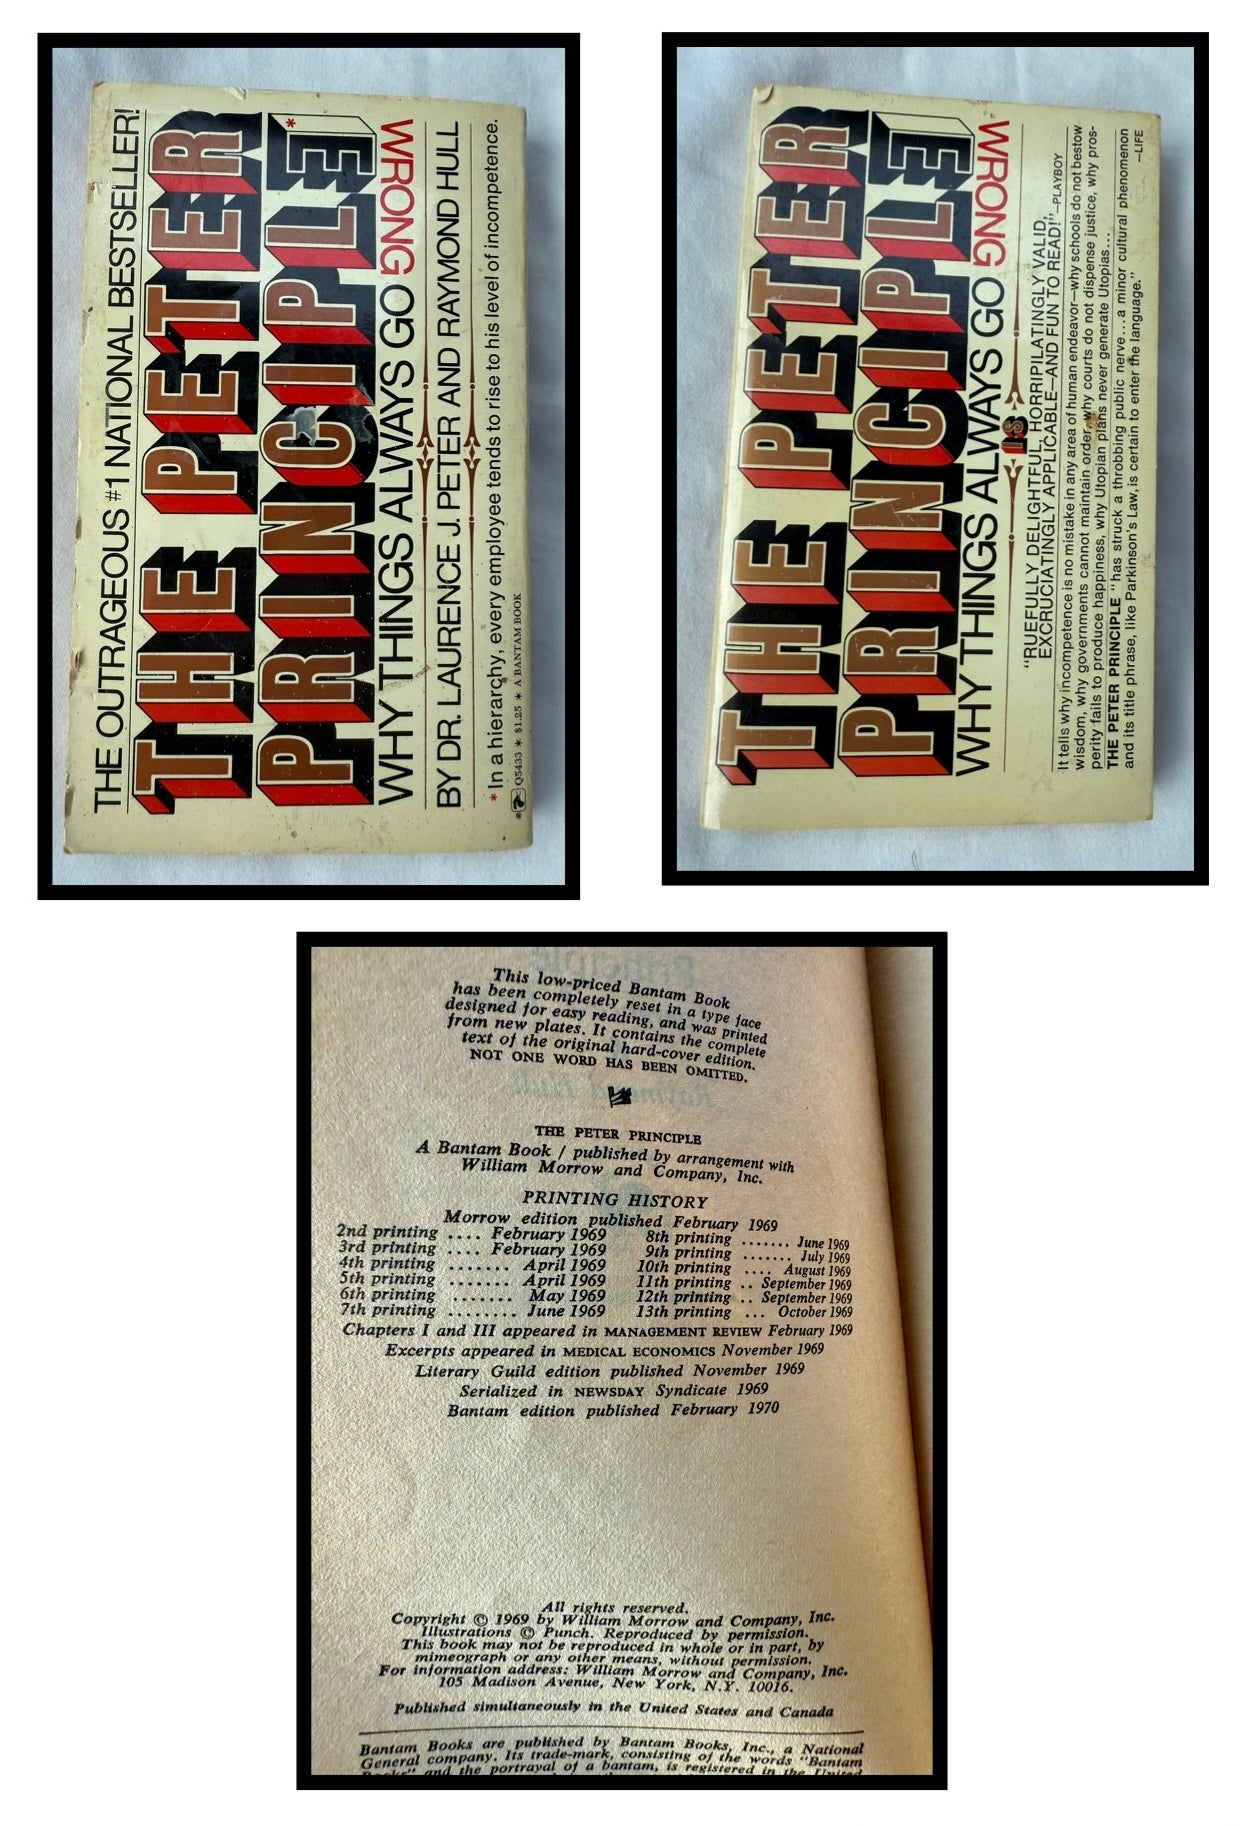 THE OUTRAGEOUS #1 NATIONAL BESTSELLER!
THE PETER
PRINCIPLE*
WHY THINGS ALWAYS GO WRONG
BY DR. LAURENCE J. PETER AND RAYMOND HULL
*In a hierarchy, every employee tends to rise to his level of incompetence.
Q5433 * $1.25 * A BANTAM BOOK
THE PETER
PRINCIPLE
WHY THINGS ALWAYS GO WRONG
IS
"RUEFULLY DELIGHTFUL, HORRIPILATINGLY VALID,
EXCRUCIATINGLY APPLICABLE—AND FUN TO READ!" —PLAYBOY
It tells why incompetence is no mistake in any area of human endeavor—why schools do not bestow
wisdom, why governments cannot maintain order, why courts do not dispense justice, why pros-
perity fails to produce happiness, why Utopian plans never generate Utopias...
THE PETER PRINCIPLE "has struck a throbbing public nerve...a minor cultural phenomenon
and its title phrase, like Parkinson's Law, is certain to enter the language." —LIFE
This low-priced Bantam Book
has been completely reset in a type face
designed for easy reading, and was printed
from new plates. It contains the complete
text of the original hard-cover edition.
NOT ONE WORD HAS BEEN OMITTED.
THE PETER PRINCIPLE
A Bantam Book / published by arrangement with
William Morrow and Company, Inc.
PRINTING HISTORY
Morrow edition published February 1969
2nd printing .... February 1969 8th printing ....... June 1969
3rd printing .... February 1969 9th printing ....... July 1969
4th printing ....... April 1969 10th printing .... August 1969
5th printing ....... April 1969 11th printing .. September 1969
6th printing ....... May 1969 12th printing .. September 1969
7th printing ........ June 1969 13th printing ... October 1969
Chapters I and III appeared in MANAGEMENT REVIEW February 1969
Excerpts appeared in MEDICAL ECONOMICS November 1969
Literary Guild edition published November 1969
Serialized in NEWSDAY Syndicate 1969
Bantam edition published February 1970
All rights reserved.
Copyright © 1969 by William Morrow and Company, Inc.
Illustrations © Punch. Reproduced by permission.
This book may not be reproduced in whole or in part, by
mimeograph or any other means, without permission.
For information address: William Morrow and Company, Inc.
105 Madison Avenue, New York, N.Y. 10016.
Published simultaneously in the United States and Canada
Bantam Books are published by Bantam Books, Inc., a National
General company. Its trade-mark, consisting of the words "Bantam
Books" and the portrayal of a bantam, is registered in the United